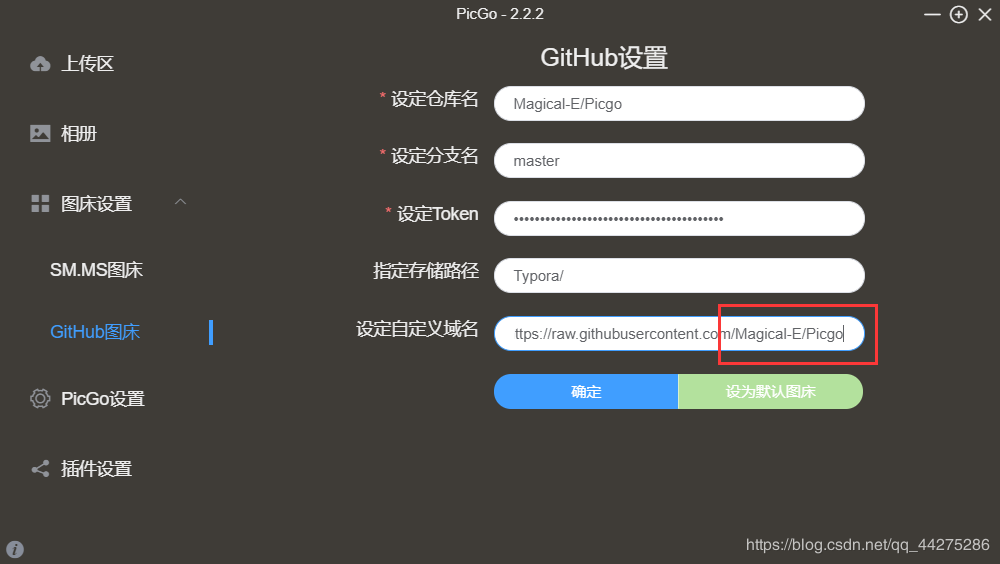 PicGo - 2.2.2
上传区
相册
图床设置
SM.MS图床
GitHub图床
PicGo设置
插件设置
GitHub设置
* 设定仓库名 Magical-E/Picgo
* 设定分支名 master
* 设定Token ••••••••••••••••••••••••••••••••••••••••
指定存储路径 Typora/
设定自定义域名 ttps://raw.githubusercontent.com/Magical-E/Picgo
确定 设为默认图床
https://blog.csdn.net/qq_44275286